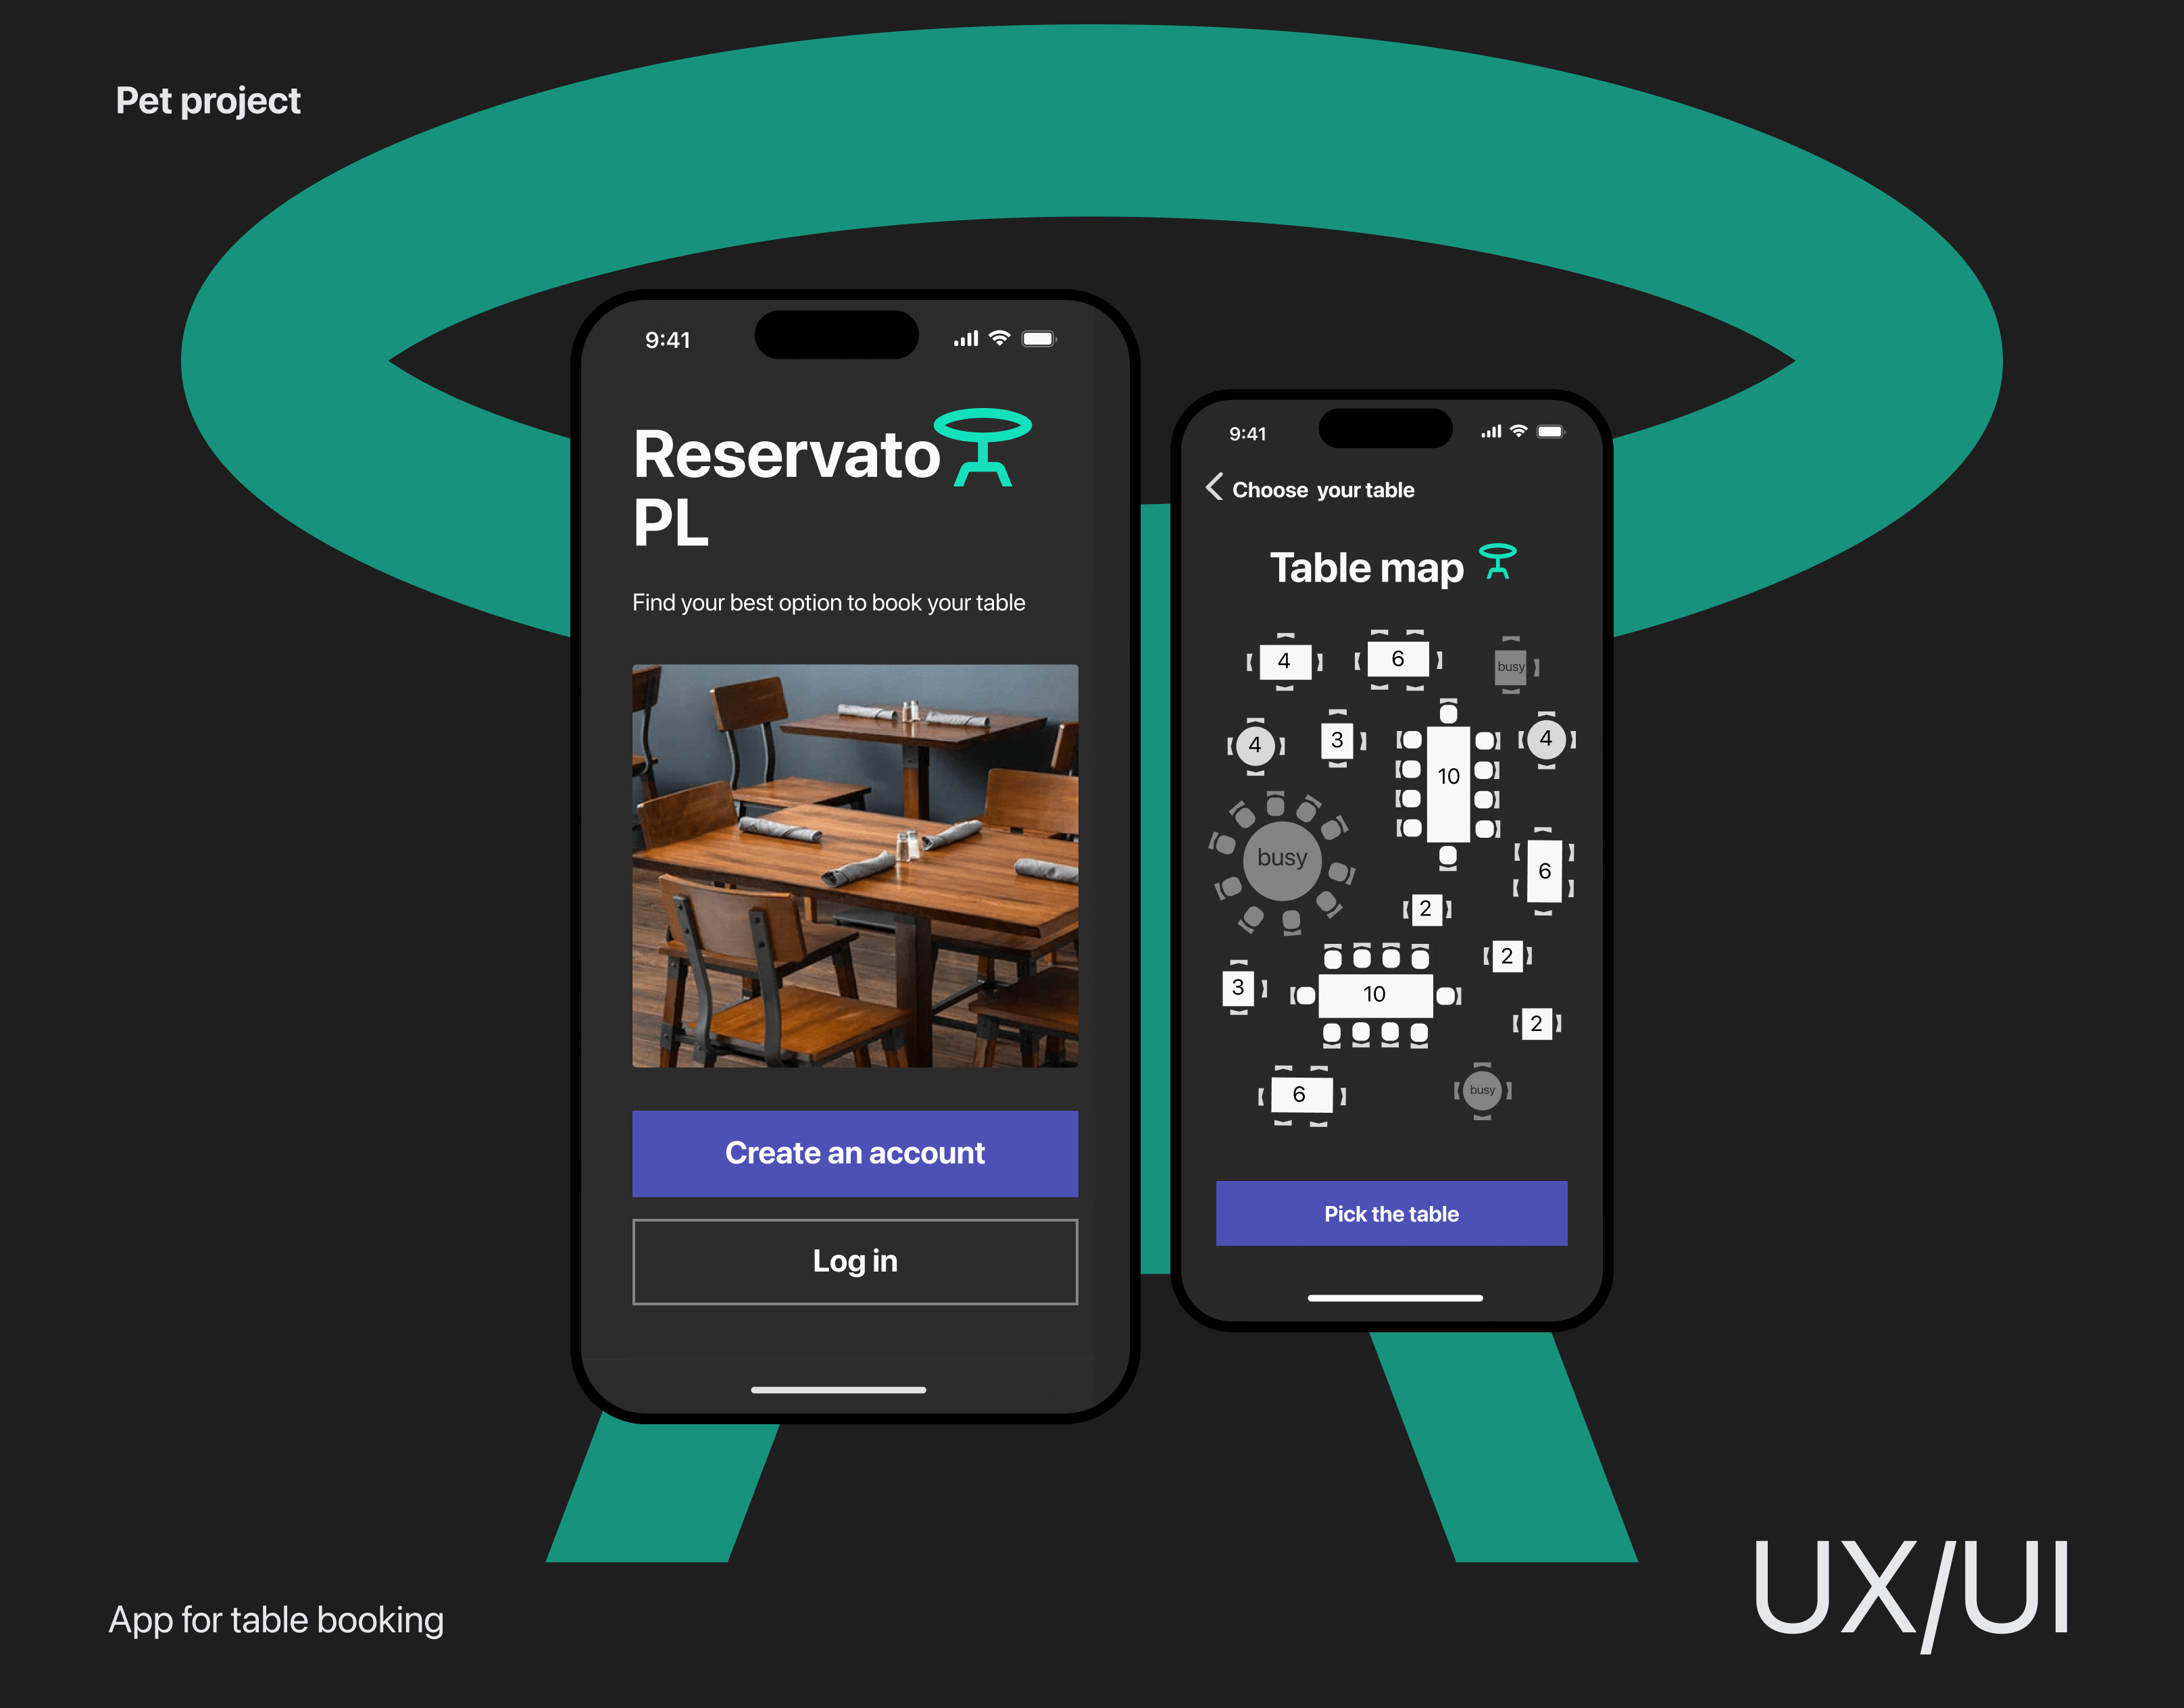 Pet project
9:41
Reservato
PL
Find your best option to book your table
Create an account
Log in
9:41
Choose your table
Table map
4
6
busy
4
3
10
4
busy
6
2
2
3
10
2
6
busy
Pick the table
App for table booking
UX/UI